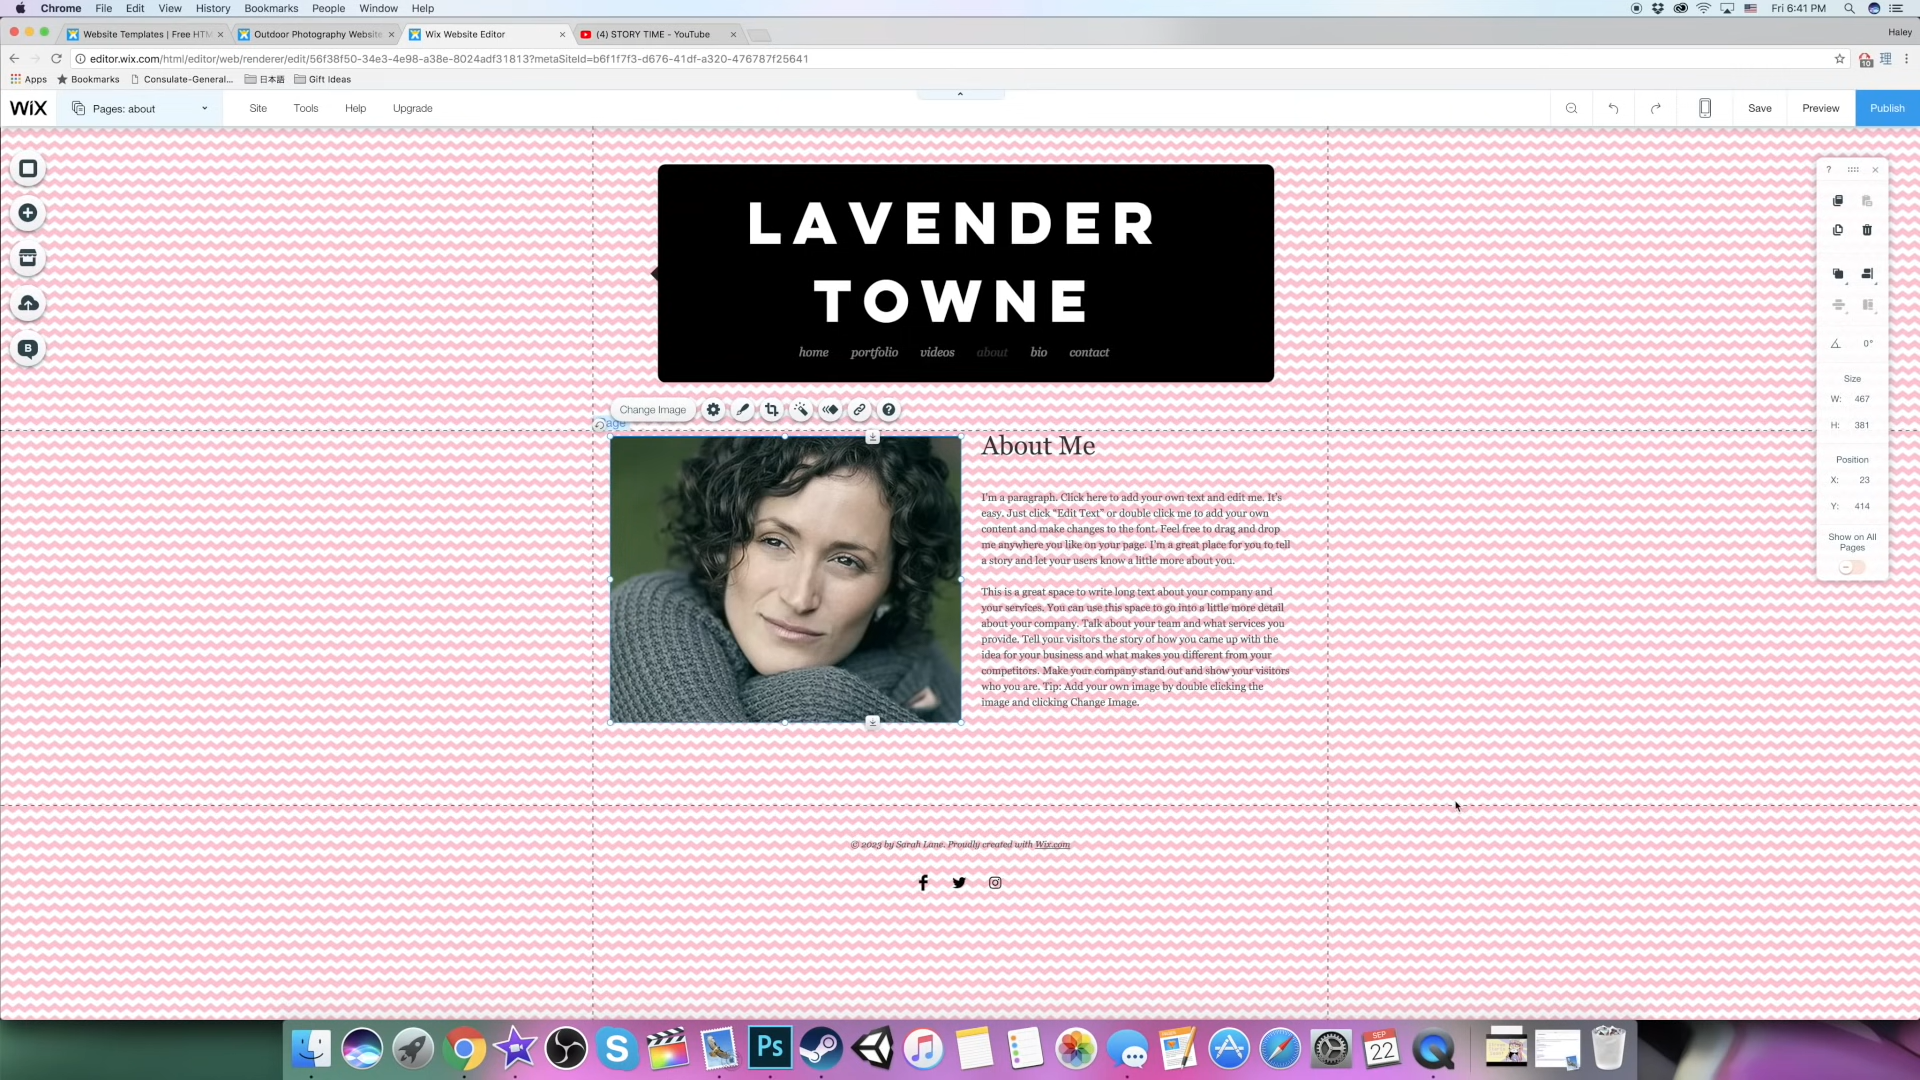 Chrome File Edit View History Bookmarks People Window Help Fri 6:41 PM
Website Templates | Free HTM Outdoor Photography Website Wix Website Editor (4) STORY TIME - YouTube Haley
editor.wix.com/html/editor/web/renderer/edit/56f38f50-34e3-4e98-a38e-8024adf31813?metaSiteId=b6f1f7f3-d676-41df-a320-476787f25641 10 理
Apps Bookmarks Consulate-General... 日本語 Gift Ideas
WiX Pages: about Site Tools Help Upgrade Save Preview Publish
LAVENDER
TOWNE
home portfolio videos about bio contact
Change Image
age
About Me
I'm a paragraph. Click here to add your own text and edit me. It's
easy. Just click “Edit Text” or double click me to add your own
content and make changes to the font. Feel free to drag and drop
me anywhere you like on your page. I'm a great place for you to tell
a story and let your users know a little more about you.
This is a great space to write long text about your company and
your services. You can use this space to go into a little more detail
about your company. Talk about your team and what services you
provide. Tell your visitors the story of how you came up with the
idea for your business and what makes you different from your
competitors. Make your company stand out and show your visitors
who you are. Tip: Add your own image by double clicking the
image and clicking Change Image.
© 2023 by Sarah Lane. Proudly created with Wix.com
B
?
0°
Size
W: 467
H: 381
Position
X: 23
Y: 414
Show on All
Pages
S Ps SEP
22